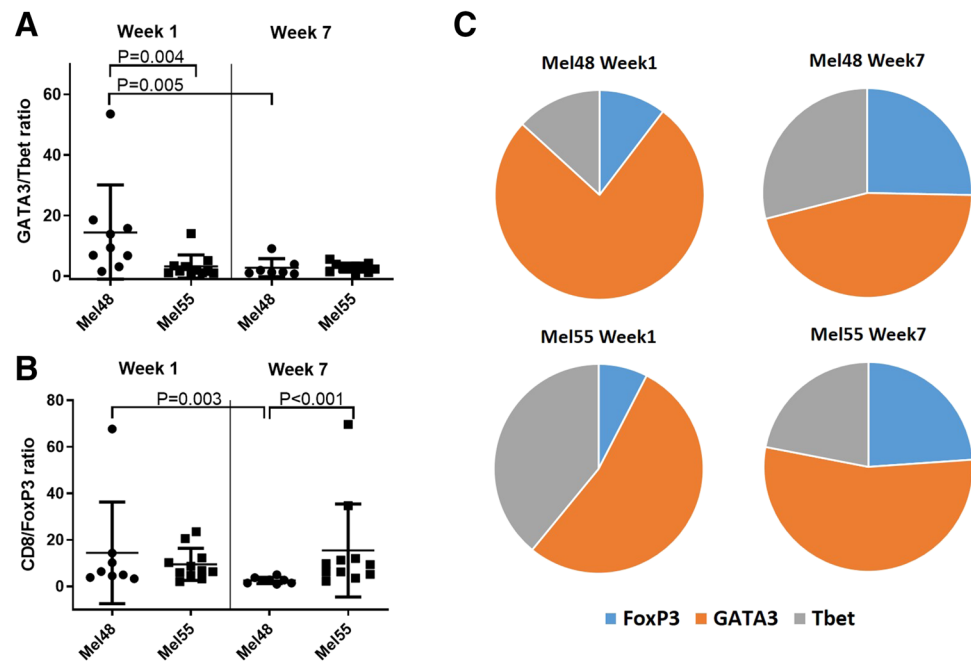 A
Week 1
Week 7
P=0.004
P=0.005
GATA3/Tbet ratio
60
40
20
0
Mel48
Mel55
Mel48
Mel55
B
Week 1
Week 7
P=0.003
P<0.001
CD8/FoxP3 ratio
80
60
40
20
0
Mel48
Mel55
Mel48
Mel55
C
Mel48 Week1
Mel48 Week7
Mel55 Week1
Mel55 Week7
FoxP3 GATA3 Tbet